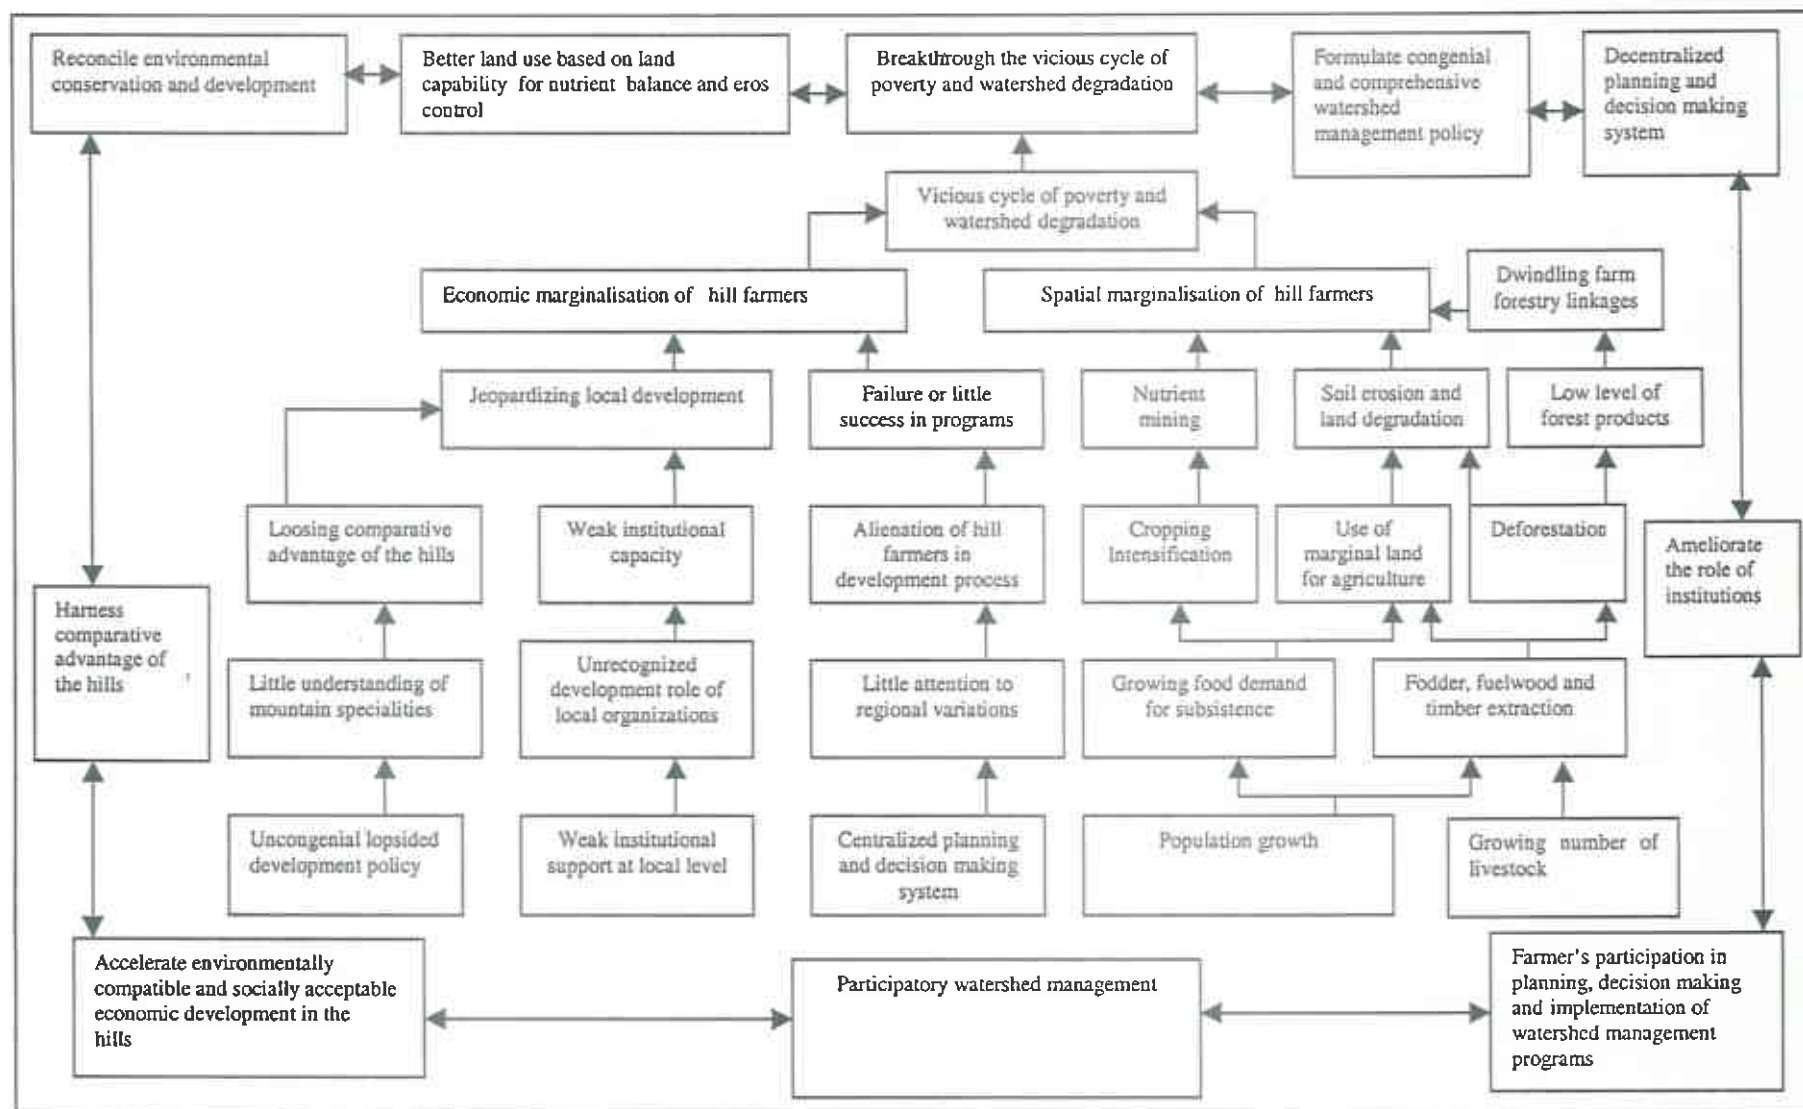 Reconcile environmental
conservation and development
Better land use based on land
capability for nutrient balance and eros
control
Breakthrough the vicious cycle of
poverty and watershed degradation
Formulate congenial
and comprehensive
watershed
management policy
Decentralized
planning and
decision making
system
Vicious cycle of poverty and
watershed degradation
Economic marginalisation of hill farmers
Spatial marginalisation of hill farmers
Dwindling farm
forestry linkages
Jeopardizing local development
Failure or little
success in programs
Nutrient
mining
Soil erosion and
land degradation
Low level of
forest products
Loosing comparative
advantage of the hills
Weak institutional
capacity
Alienation of hill
farmers in
development process
Cropping
Intensification
Use of
marginal land
for agriculture
Deforestation
Ameliorate
the role of
institutions
Harness
comparative
advantage of
the hills
Little understanding of
mountain specialities
Unrecognized
development role of
local organizations
Little attention to
regional variations
Growing food demand
for subsistence
Fodder, fuelwood and
timber extraction
Uncongenial lopsided
development policy
Weak institutional
support at local level
Centralized planning
and decision making
system
Population growth
Growing number of
livestock
Accelerate environmentally
compatible and socially acceptable
economic development in the
hills
Participatory watershed management
Farmer's participation in
planning, decision making
and implementation of
watershed management
programs